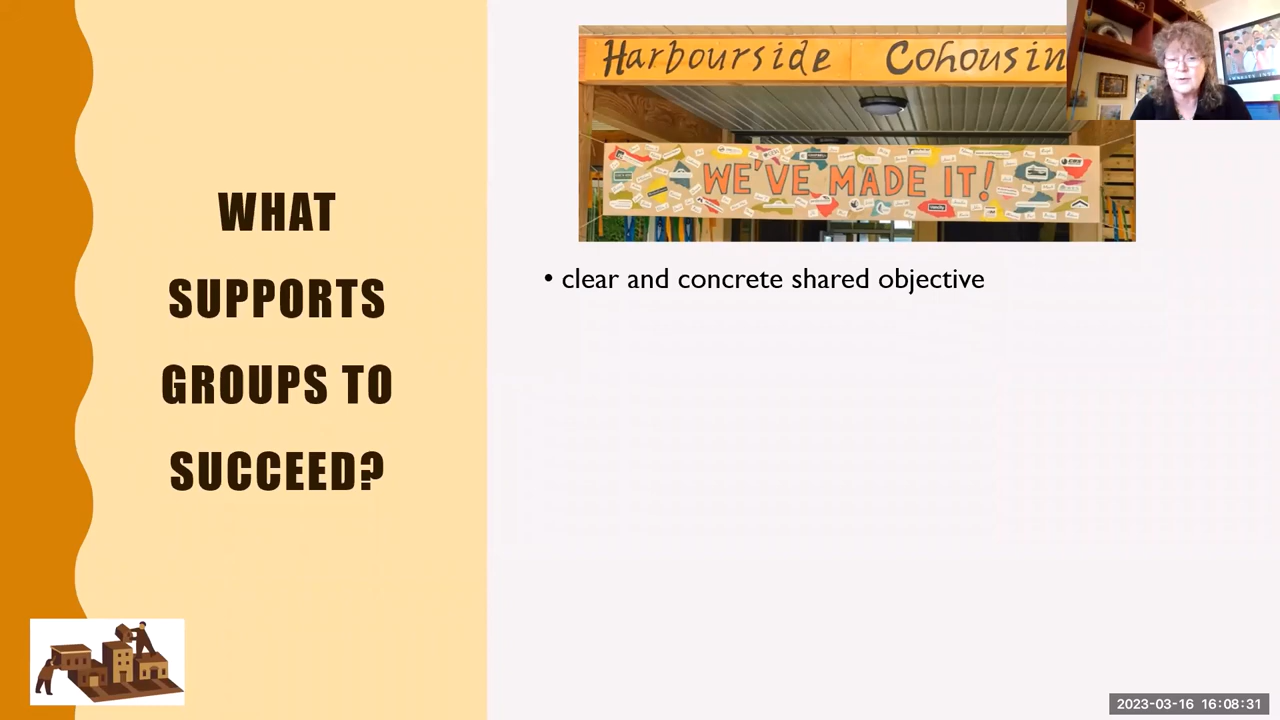 WHAT
SUPPORTS
GROUPS TO
SUCCEED?
Harbourside Cohousin
WE'VE MADE IT!
• clear and concrete shared objective
2023-03-16 16:08:31